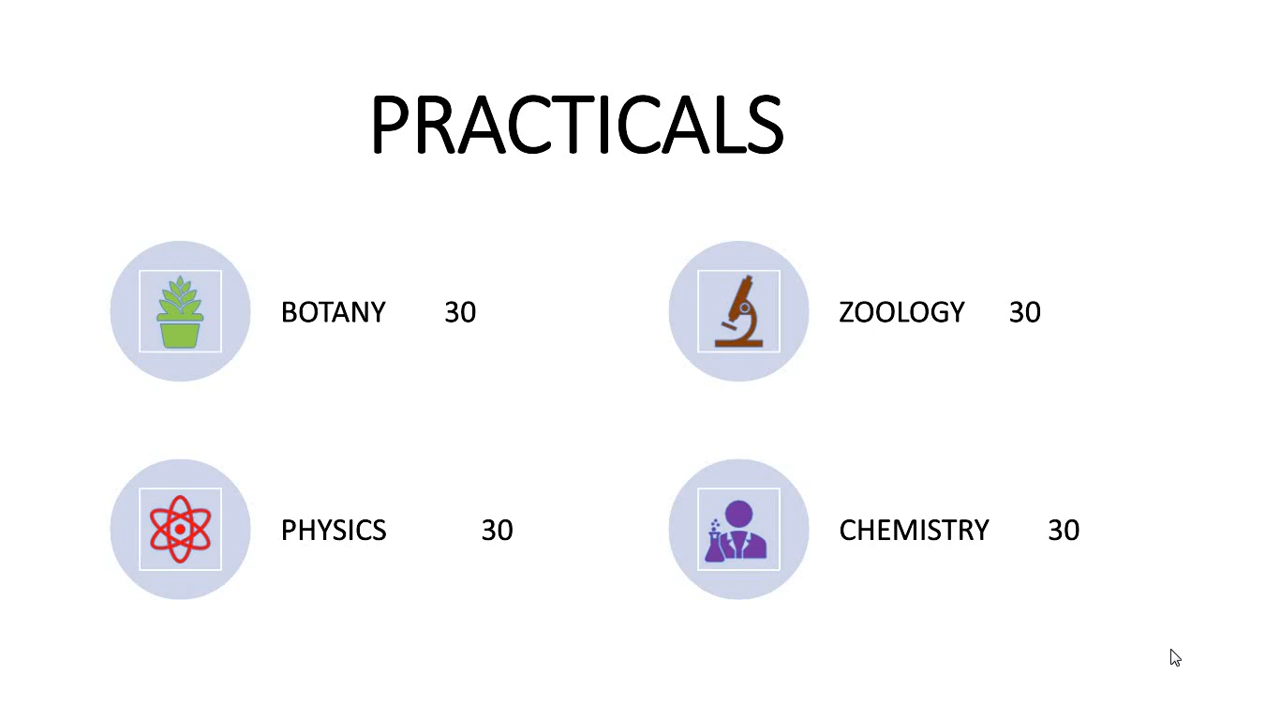 PRACTICALS
BOTANY 30
ZOOLOGY 30
PHYSICS 30
CHEMISTRY 30